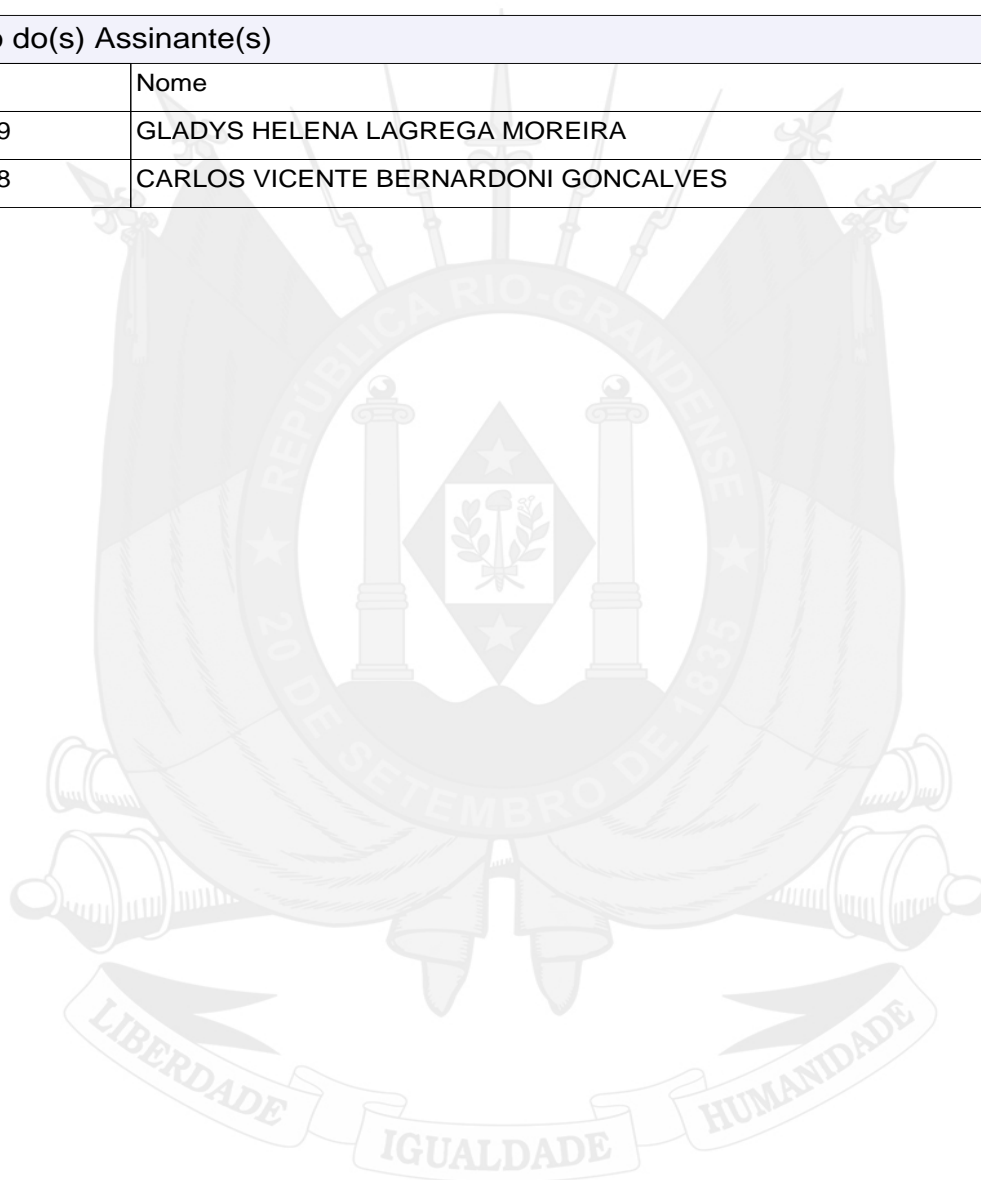 o do(s) Assinante(s)
Nome
9 GLADYS HELENA LAGREGA MOREIRA
8 CARLOS VICENTE BERNARDONI GONCALVES
REPÚBLICA RIO-GRANDENSE
★ 20 DE SETEMBRO DE 1835 ★
LIBERDADE IGUALDADE HUMANIDADE